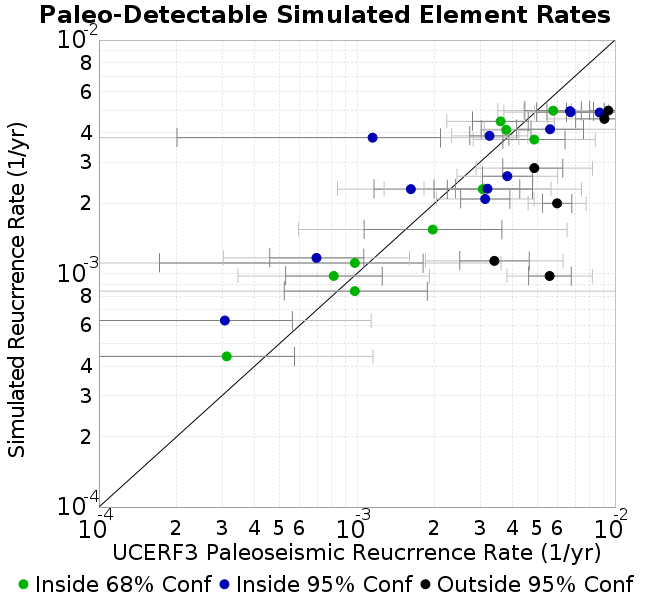 Paleo-Detectable Simulated Element Rates
Simulated Reucrrence Rate (1/yr)
10-2
8
6
4
3
2
10-3
8
6
4
3
2
10-4
10-4 2 3 4 5 6 10-3 2 3 4 5 6 10-2
UCERF3 Paleoseismic Reucrrence Rate (1/yr)
Inside 68% Conf Inside 95% Conf Outside 95% Conf